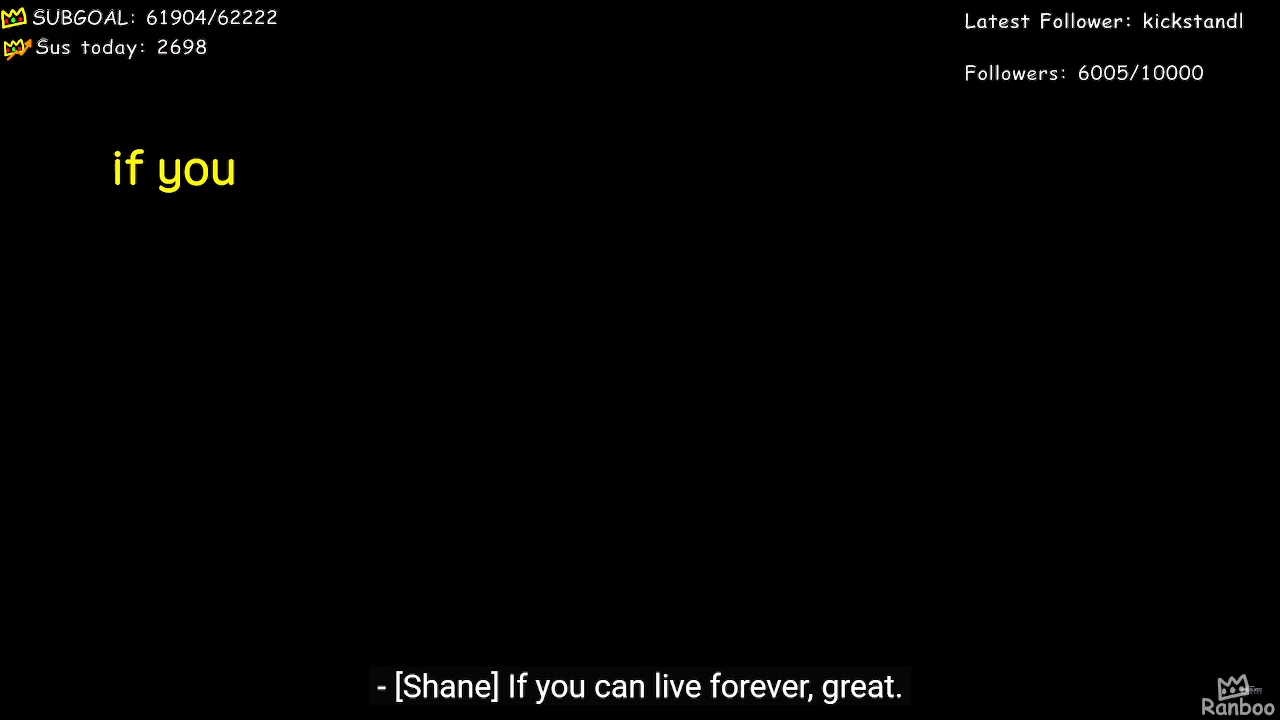 SUBGOAL: 61904/62222
Sus today: 2698
Latest Follower: kickstandl
Followers: 6005/10000
if you
- [Shane] If you can live forever, great.
Ranboo